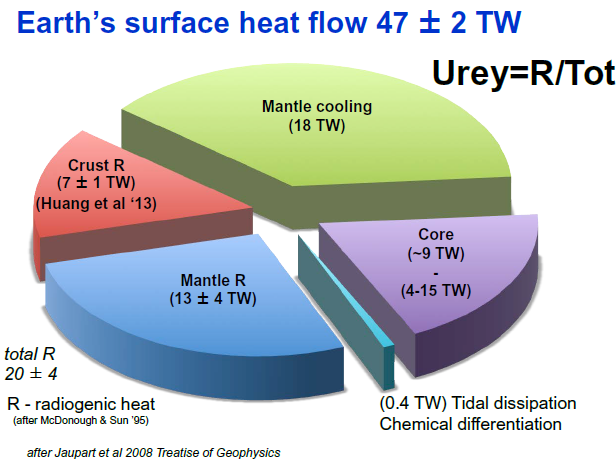 Earth's surface heat flow 47 ± 2 TW
Urey=R/Tot
Mantle cooling
(18 TW)
Crust R
(7 ± 1 TW)
(Huang et al '13)
Core
(~9 TW)
-
(4-15 TW)
Mantle R
(13 ± 4 TW)
total R
20 ± 4
R - radiogenic heat
(after McDonough & Sun '95)
(0.4 TW) Tidal dissipation
Chemical differentiation
after Jaupart et al 2008 Treatise of Geophysics